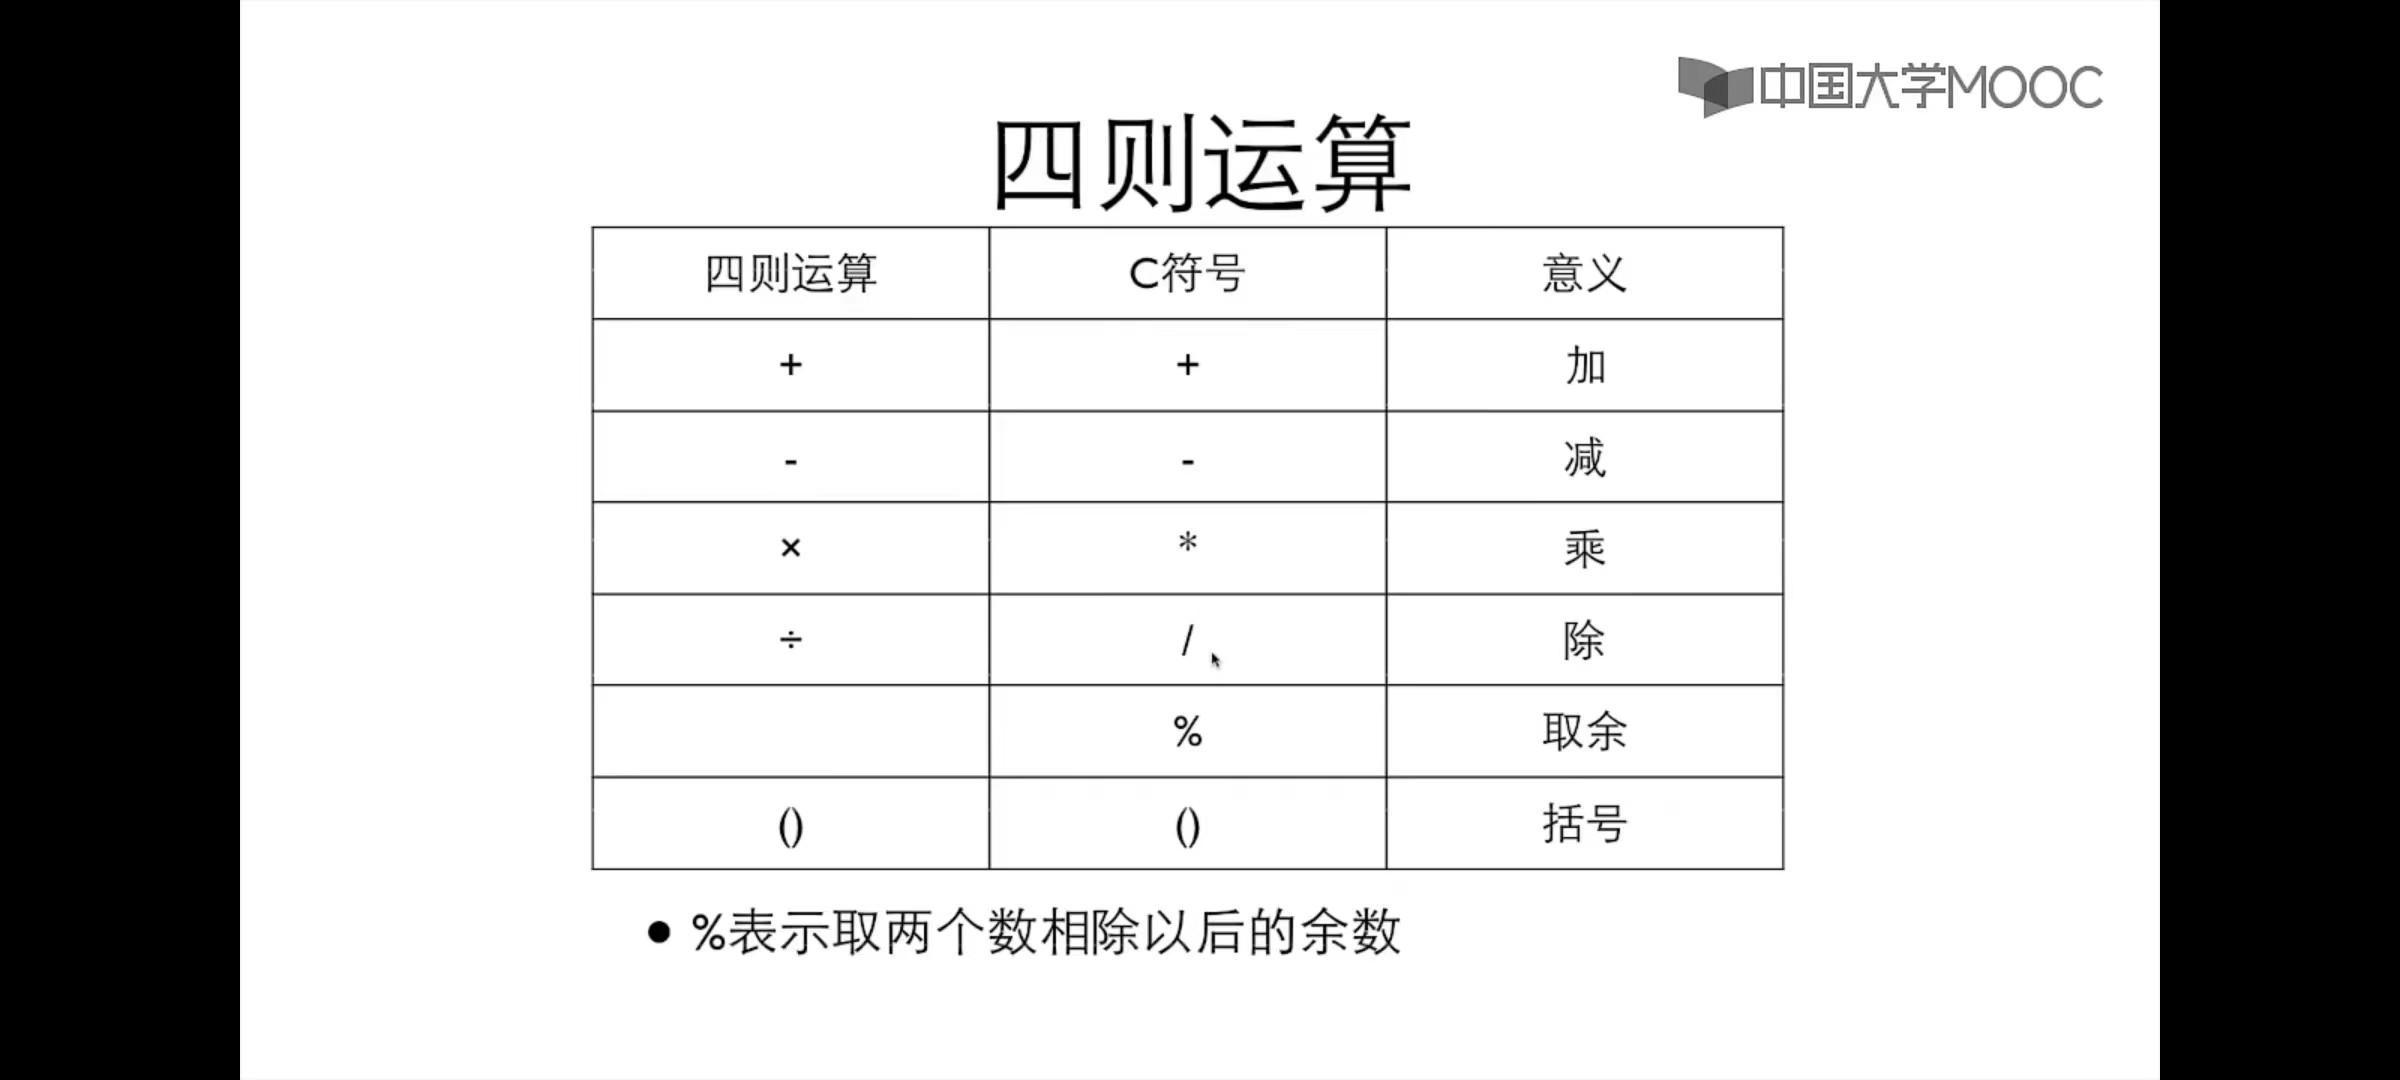 中国大学MOOC
四则运算
四则运算 C符号 意义
+ + 加
- - 减
× * 乘
÷ / 除
% 取余
() () 括号
● %表示取两个数相除以后的余数